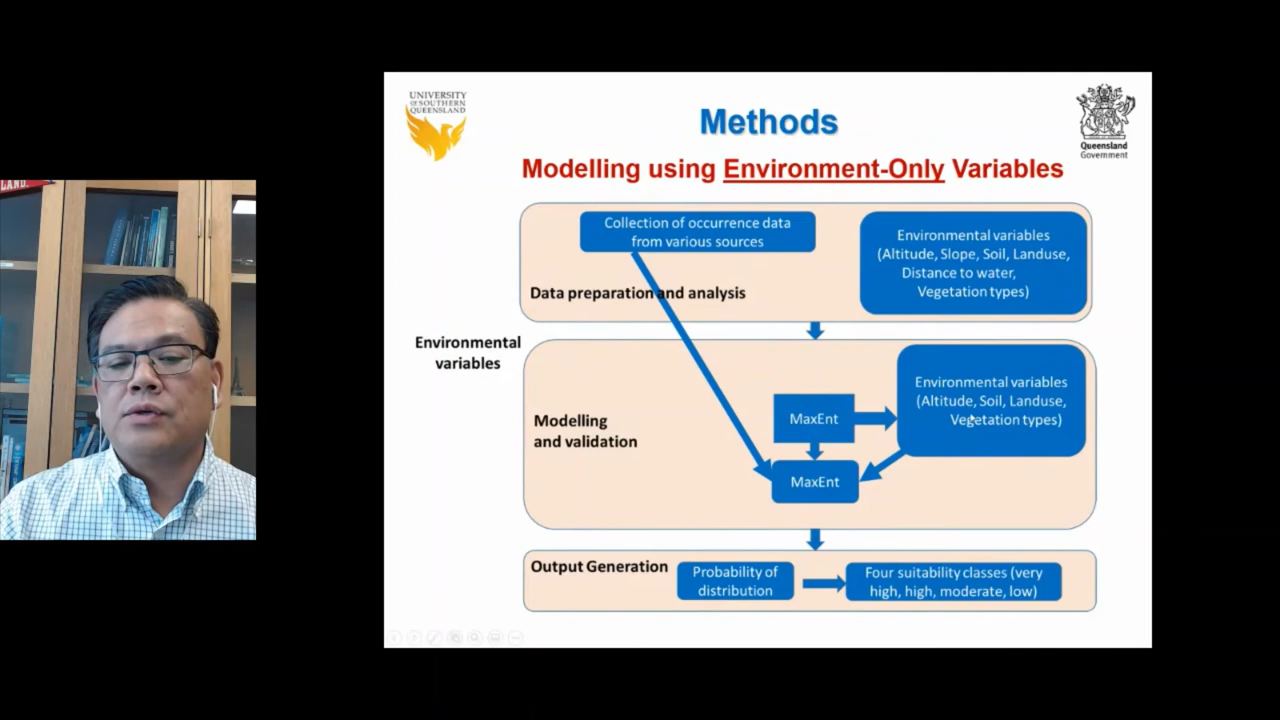 LAND.
UNIVERSITY
OF SOUTHERN
QUEENSLAND
Methods
Queensland
Government
Modelling using Environment-Only Variables
Collection of occurrence data
from various sources
Environmental variables
(Altitude, Slope, Soil, Landuse,
Distance to water,
Vegetation types)
Data preparation and analysis
Environmental
variables
Environmental variables
(Altitude, Soil, Landuse,
Vegetation types)
MaxEnt
Modelling
and validation
MaxEnt
Output Generation
Probability of
distribution
Four suitability classes (very
high, high, moderate, low)